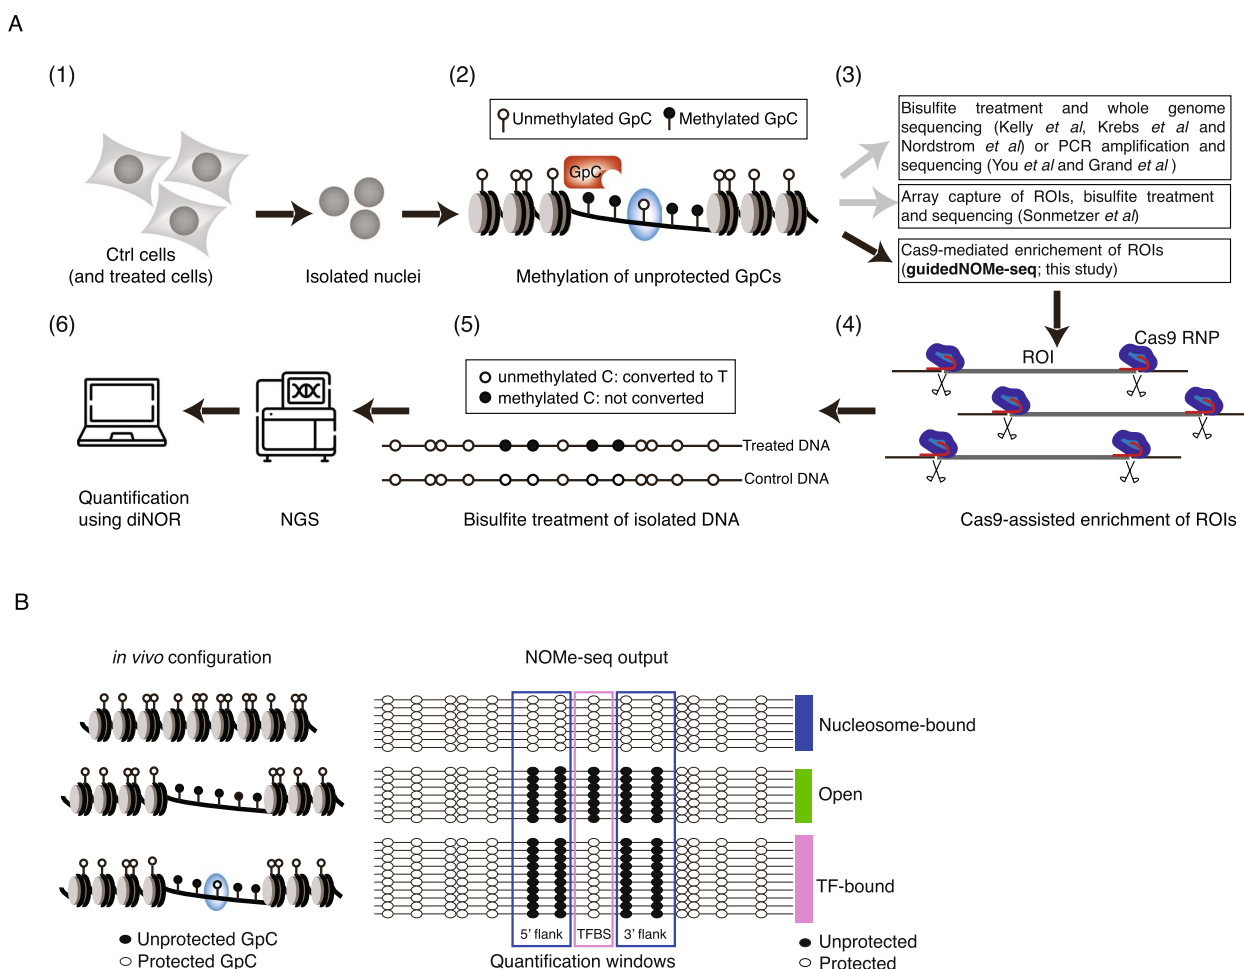 A
(1)
(2)
(3)
Unmethylated GpC
Methylated GpC
GpC
Bisulfite treatment and whole genome
sequencing (Kelly et al, Krebs et al and
Nordstrom et al) or PCR amplification and
sequencing (You et al and Grand et al)
Array capture of ROIs, bisulfite treatment
and sequencing (Sonmetzer et al)
Cas9-mediated enrichement of ROIs
(guidedNOMe-seq; this study)
Ctrl cells
(and treated cells)
Isolated nuclei
Methylation of unprotected GpCs
(6)
(5)
(4)
unmethylated C: converted to T
methylated C: not converted
Treated DNA
Control DNA
ROI
Cas9 RNP
Quantification
using diNOR
NGS
Bisulfite treatment of isolated DNA
Cas9-assisted enrichment of ROIs
B
in vivo configuration
NOMe-seq output
Nucleosome-bound
Open
TF-bound
5’ flank
TFBS
3’ flank
Unprotected GpC
Protected GpC
Quantification windows
Unprotected
Protected